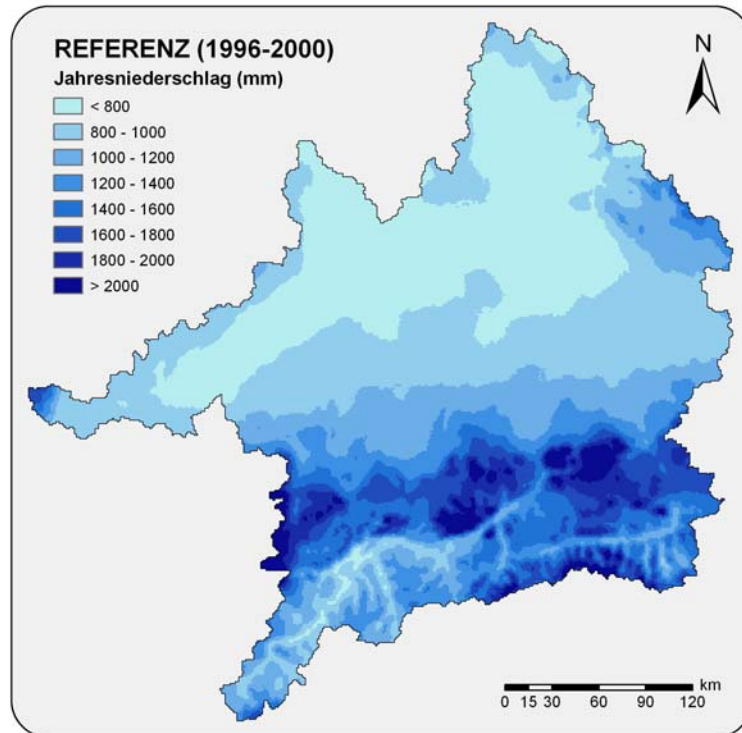 REFERENZ (1996-2000)
Jahresniederschlag (mm)
< 800
800 - 1000
1000 - 1200
1200 - 1400
1400 - 1600
1600 - 1800
1800 - 2000
> 2000
N
km
0 15 30 60 90 120